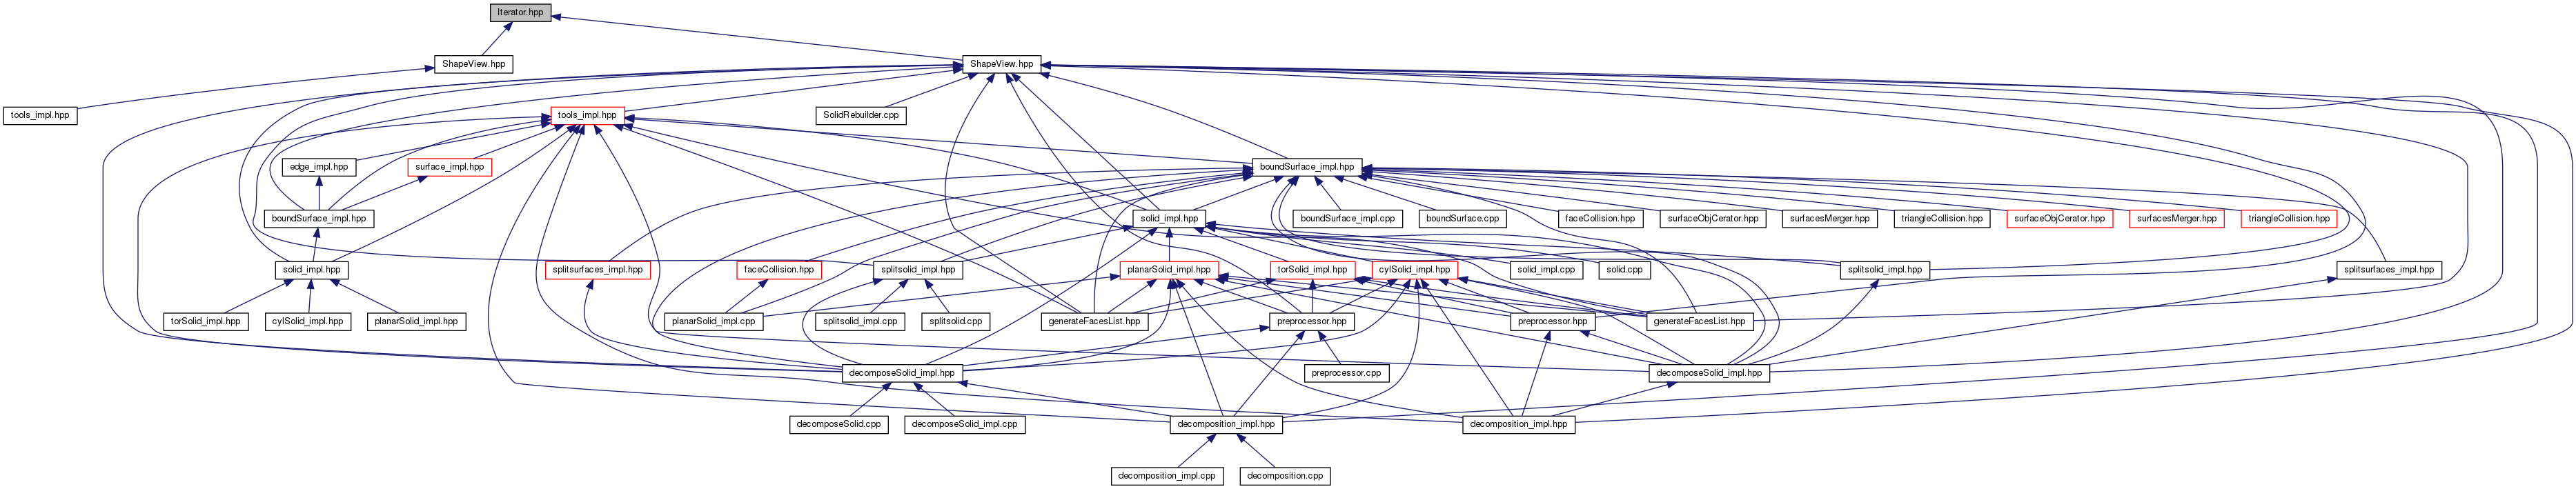 Iterator.hpp
ShapeView.hpp
ShapeView.hpp
tools_impl.hpp
tools_impl.hpp
SolidRebuilder.cpp
edge_impl.hpp
surface_impl.hpp
boundSurface_impl.hpp
boundSurface_impl.hpp
solid_impl.hpp
boundSurface_impl.cpp
boundSurface.cpp
faceCollision.hpp
surfaceObjCerator.hpp
surfacesMerger.hpp
triangleCollision.hpp
surfaceObjCerator.hpp
surfacesMerger.hpp
triangleCollision.hpp
solid_impl.hpp
splitsurfaces_impl.hpp
faceCollision.hpp
splitsolid_impl.hpp
planarSolid_impl.hpp
torSolid_impl.hpp
cylSolid_impl.hpp
solid_impl.cpp
solid.cpp
splitsolid_impl.hpp
splitsurfaces_impl.hpp
torSolid_impl.hpp
cylSolid_impl.hpp
planarSolid_impl.hpp
planarSolid_impl.cpp
splitsolid_impl.cpp
splitsolid.cpp
generateFacesList.hpp
preprocessor.hpp
preprocessor.hpp
generateFacesList.hpp
decomposeSolid_impl.hpp
preprocessor.cpp
decomposeSolid_impl.hpp
decomposeSolid.cpp
decomposeSolid_impl.cpp
decomposition_impl.hpp
decomposition_impl.hpp
decomposition_impl.cpp
decomposition.cpp